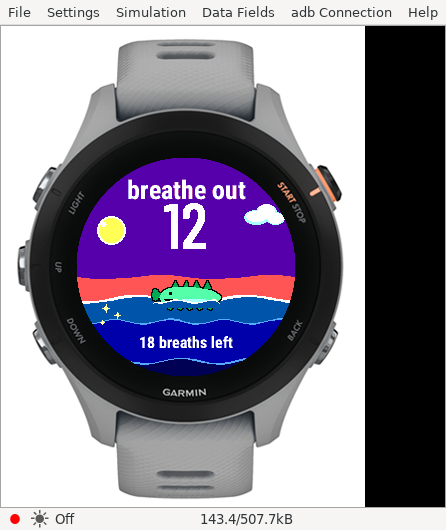 File Settings Simulation Data Fields adb Connection Help
LIGHT
START STOP
breathe out
12
UP
DOWN
BACK
18 breaths left
GARMIN
Off 143.4/507.7kB